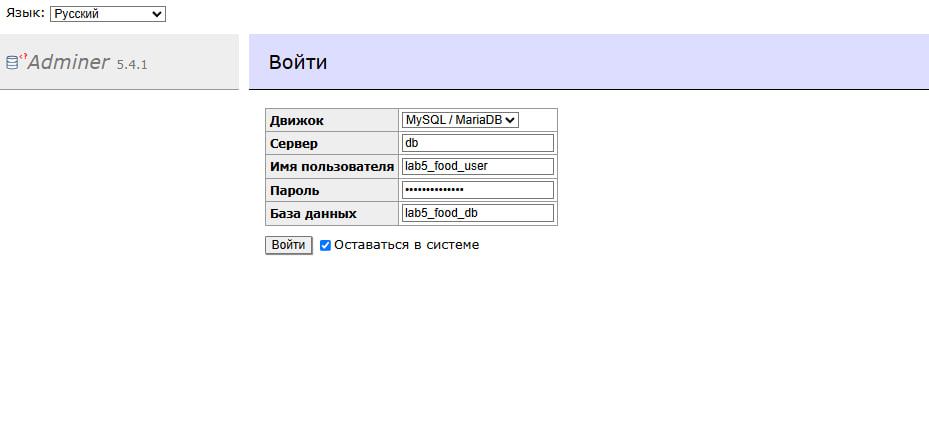 Язык: Русский
Adminer 5.4.1
Войти
Движок MySQL / MariaDB
Сервер db
Имя пользователя lab5_food_user
Пароль ••••••••••••••
База данных lab5_food_db
Войти Оставаться в системе